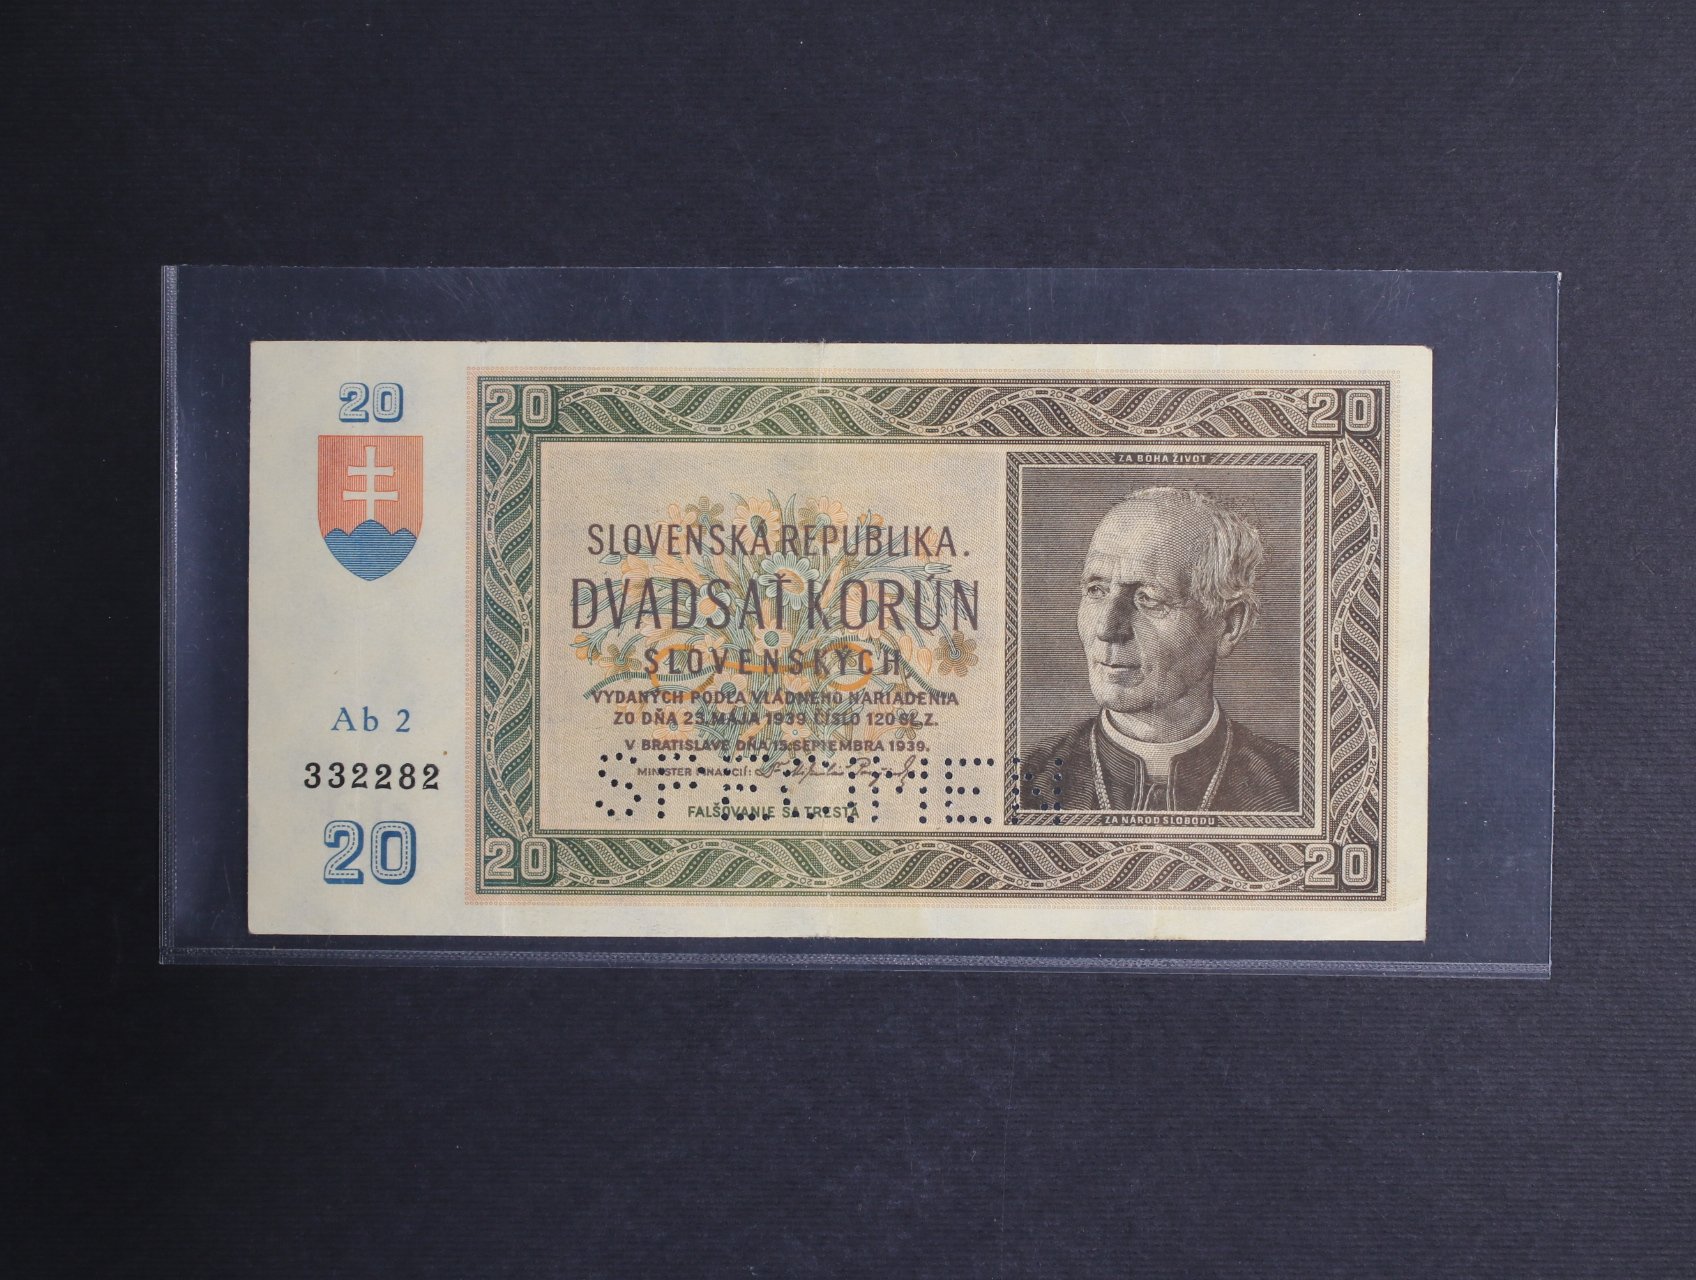 20
Ab 2
332282
20
20
20
SLOVENSKÁ REPUBLIKA.
DVADSAŤ KORÚN
SLOVENSKÝCH
VYDANÝCH PODĽA VLÁDNEHO NARIADENIA
ZO DŇA 23. MÁJA 1939 ČÍSLO 120 SL. Z.
V BRATISLAVE DŇA 15. SEPTEMBRA 1939.
MINISTER FINANCIÍ:
SPECIMEN
FALŠOVANIE SA TRESTÁ
ZA BOHA ŽIVOT
ZA NÁROD SLOBODU
20
20